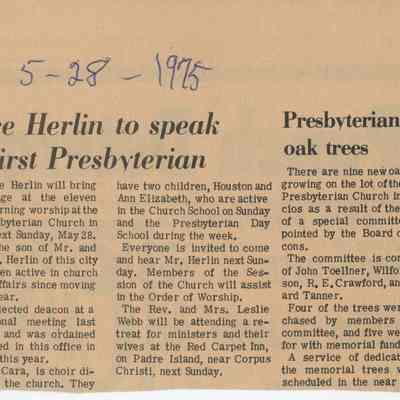 5-28-1975
e Herlin to speak
irst Presbyterian
e Herlin will bring
age at the eleven
rning worship at the
byterian Church in
ext Sunday, May 28.
he son of Mr. and
. Herlin of this city
en active in church
ffairs since moving
ear.
lected deacon at a
onal meeting last
and was ordained
ed in this office in
this year.
Cara, is choir di-
the church. They
have two children, Houston and
Ann Elizabeth, who are active
in the Church School on Sunday
and the Presbyterian Day
School during the week.
Everyone is invited to come
and hear Mr. Herlin next Sun-
day. Members of the Ses-
sion of the Church will assist
in the Order of Worship.
The Rev. and Mrs. Leslie
Webb will be attending a re-
treat for ministers and their
wives at the Red Carpet Inn,
on Padre Island, near Corpus
Christi, next Sunday.
Presbyterian
oak trees
There are nine new oa
growing on the lot of the
Presbyterian Church in
cios as a result of the
of a special committe
pointed by the Board o
cons.
The committee is con
of John Toellner, Wilfo
son, R. E. Crawford, an
ard Tanner.
Four of the trees wer
chased by members
committee, and five we
for with memorial fund
A service of dedicat
the memorial trees v
scheduled in the near